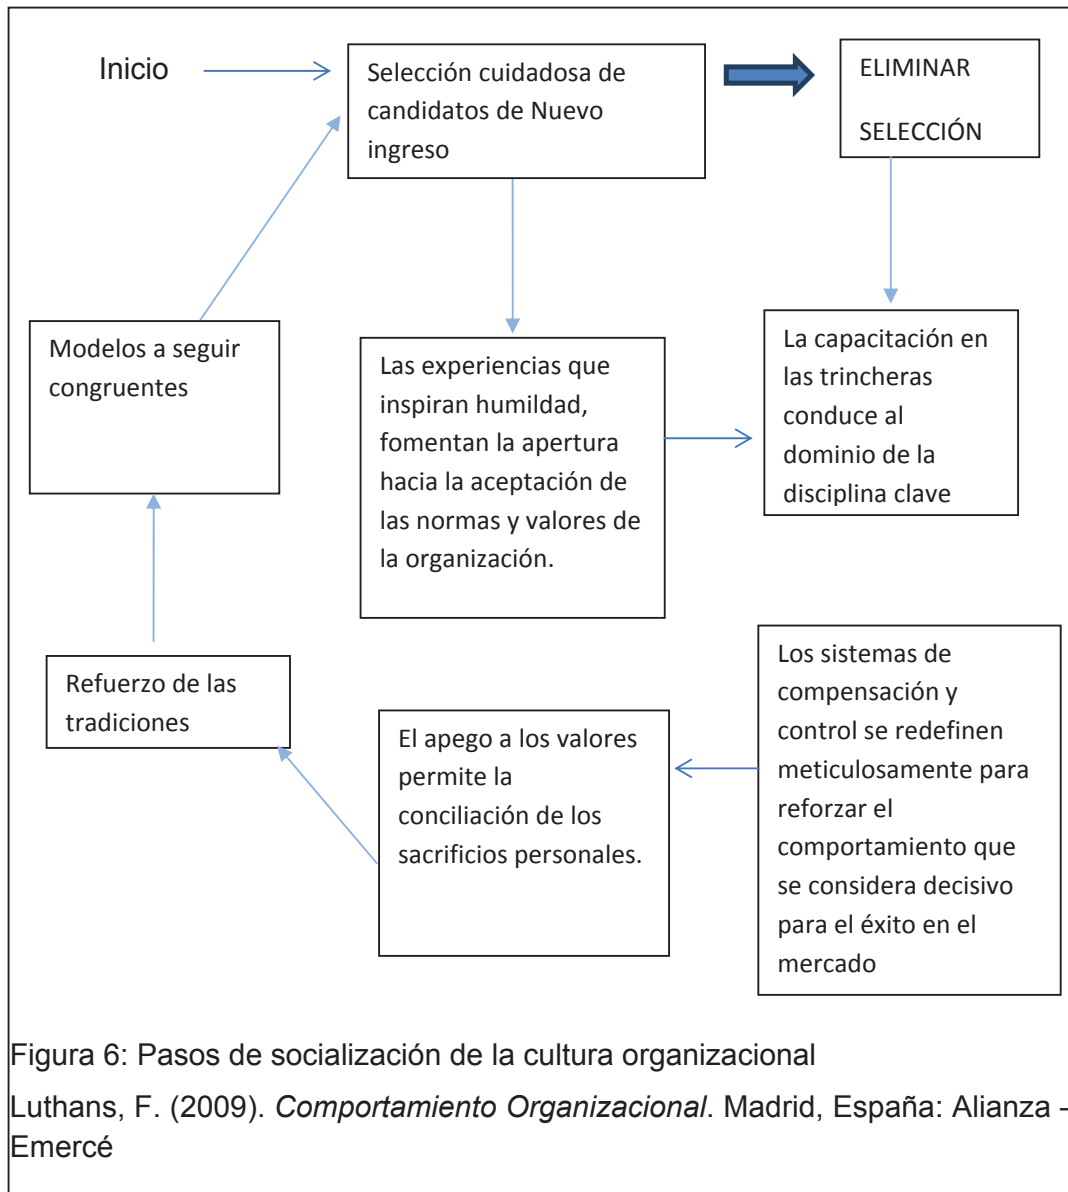 Inicio
Selección cuidadosa de
candidatos de Nuevo
ingreso
ELIMINAR
SELECCIÓN
Modelos a seguir
congruentes
Las experiencias que
inspiran humildad,
fomentan la apertura
hacia la aceptación de
las normas y valores de
la organización.
La capacitación en
las trincheras
conduce al
dominio de la
disciplina clave
Refuerzo de las
tradiciones
El apego a los valores
permite la
conciliación de los
sacrificios personales.
Los sistemas de
compensación y
control se redefinen
meticulosamente para
reforzar el
comportamiento que
se considera decisivo
para el éxito en el
mercado
Figura 6: Pasos de socialización de la cultura organizacional
Luthans, F. (2009). Comportamiento Organizacional. Madrid, España: Alianza -
Emercé